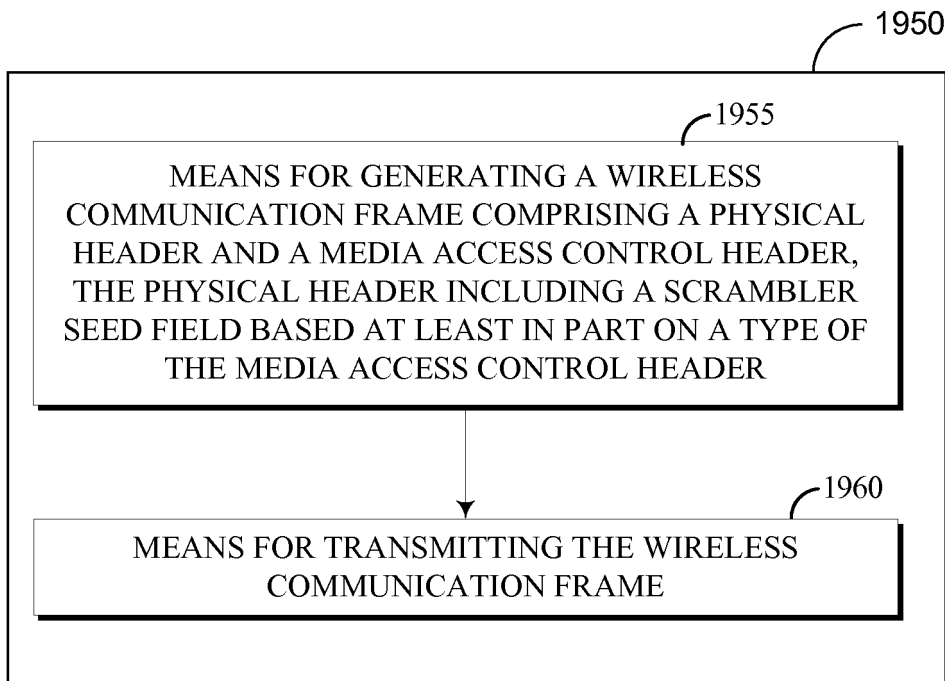 1950
1955
MEANS FOR GENERATING A WIRELESS
COMMUNICATION FRAME COMPRISING A PHYSICAL
HEADER AND A MEDIA ACCESS CONTROL HEADER,
THE PHYSICAL HEADER INCLUDING A SCRAMBLER
SEED FIELD BASED AT LEAST IN PART ON A TYPE OF
THE MEDIA ACCESS CONTROL HEADER
1960
MEANS FOR TRANSMITTING THE WIRELESS
COMMUNICATION FRAME